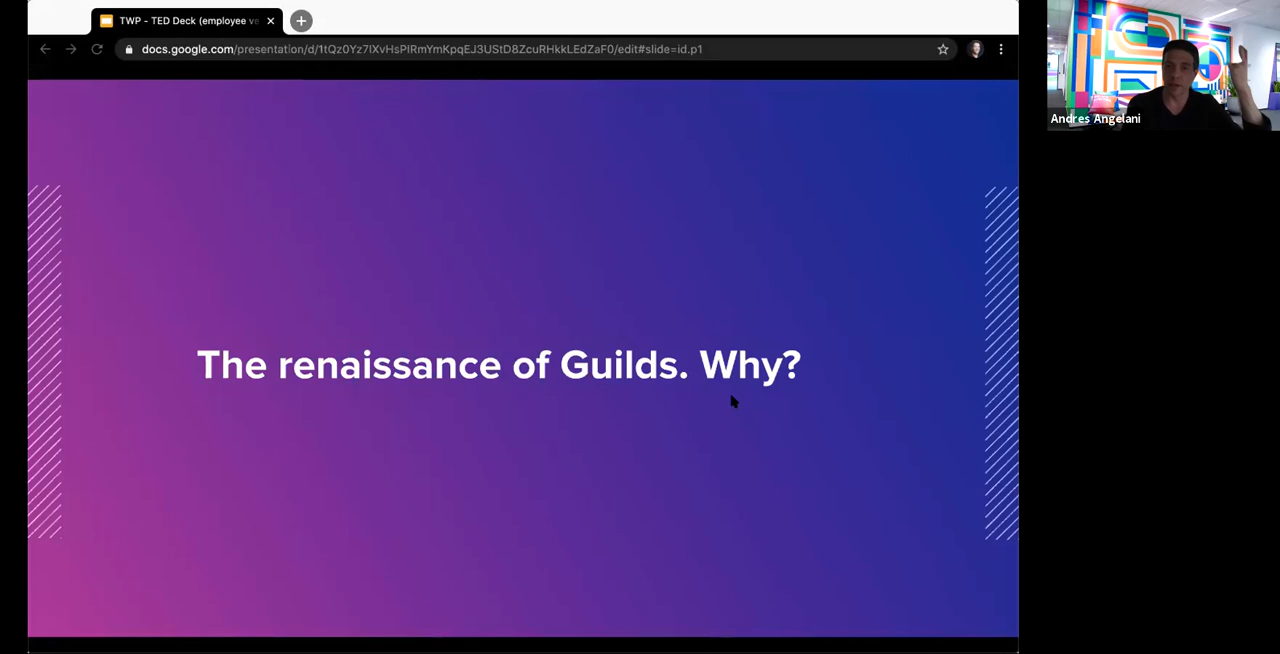 TWP - TED Deck (employee ve
docs.google.com/presentation/d/1tQz0Yz7lXvHsPlRmYmKpqEJ3UStD8ZcuRHkkLEdZaF0/edit#slide=id.p1
Andres Angelani
The renaissance of Guilds. Why?